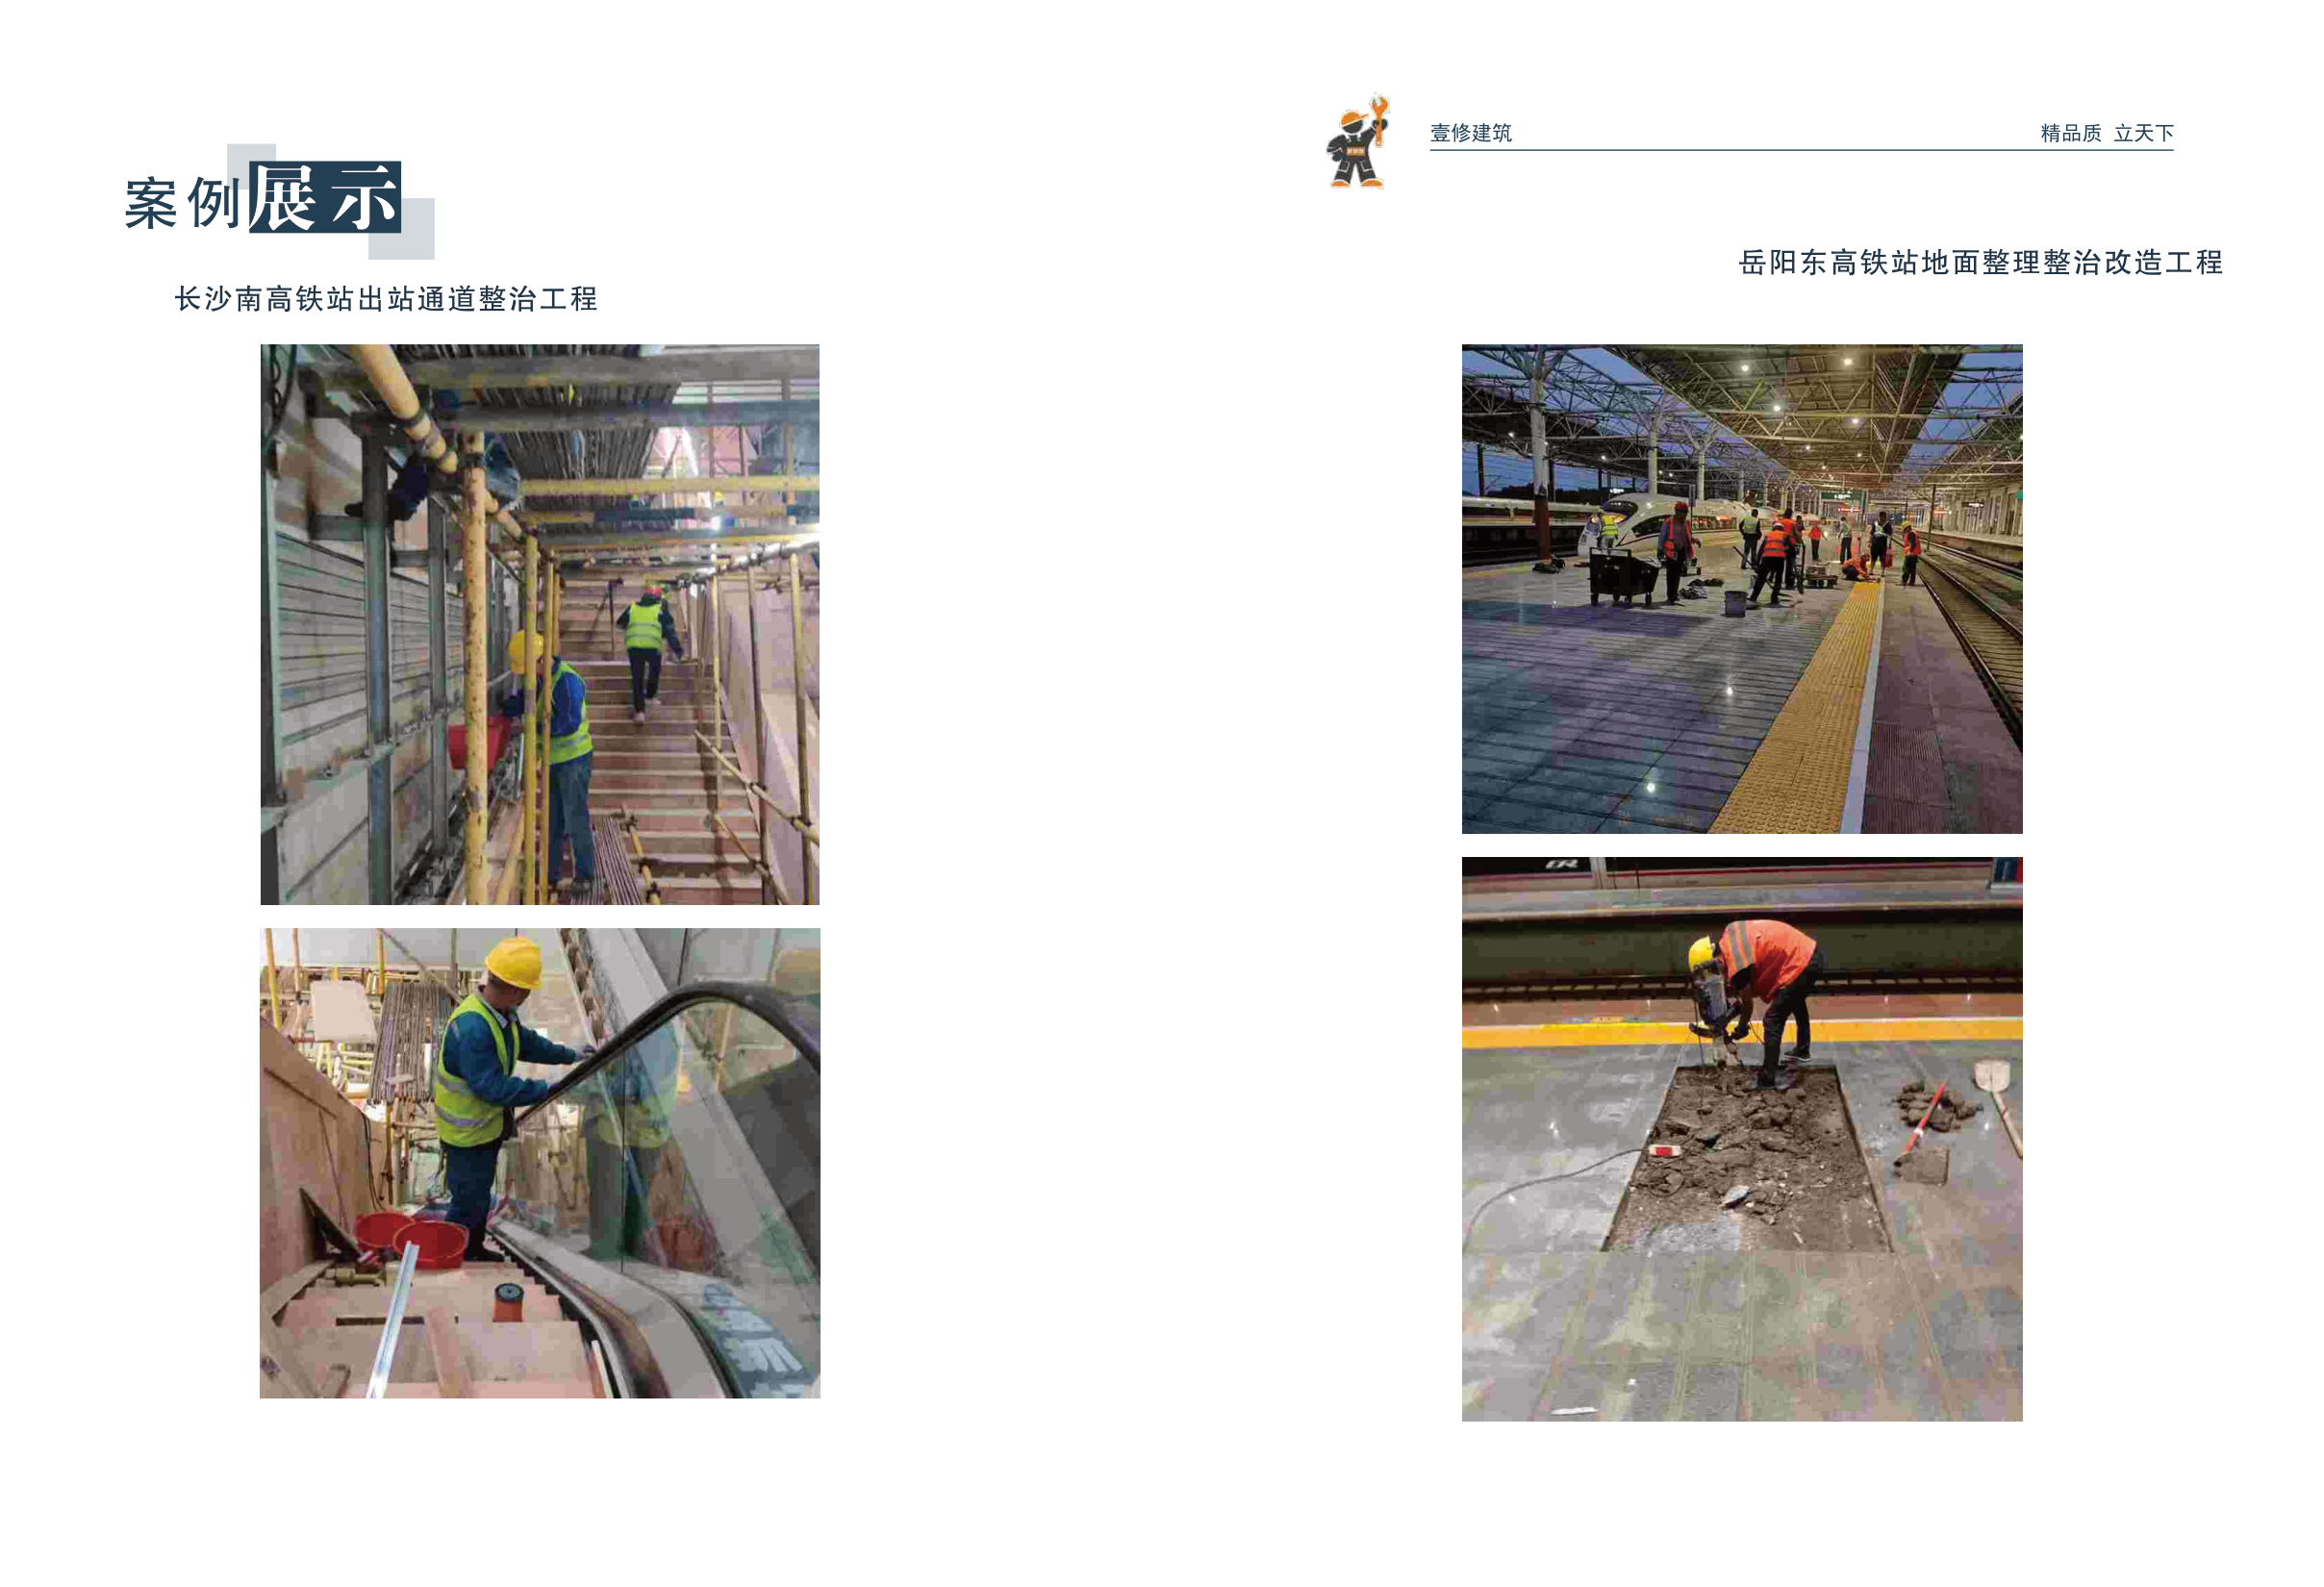 案例展示
长沙南高铁站出站通道整治工程
壹修建筑
精品质 立天下
岳阳东高铁站地面整理整治改造工程
CR